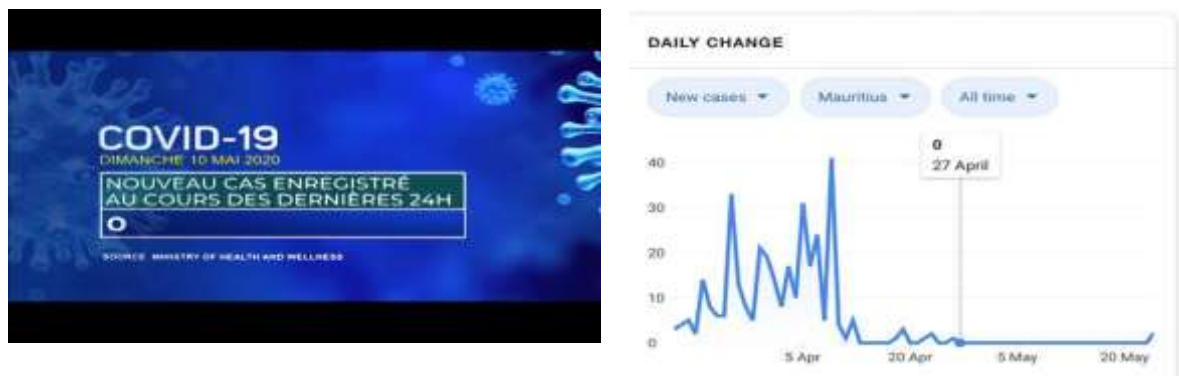 COVID-19
DIMANCHE 10 MAI 2020
NOUVEAU CAS ENREGISTRÉ
AU COURS DES DERNIÈRES 24H
0
SOURCE MINISTRY OF HEALTH AND WELLNESS
DAILY CHANGE
New cases Mauritius All time
0
27 April
40
30
20
10
0
5 Apr 20 Apr 5 May 20 May